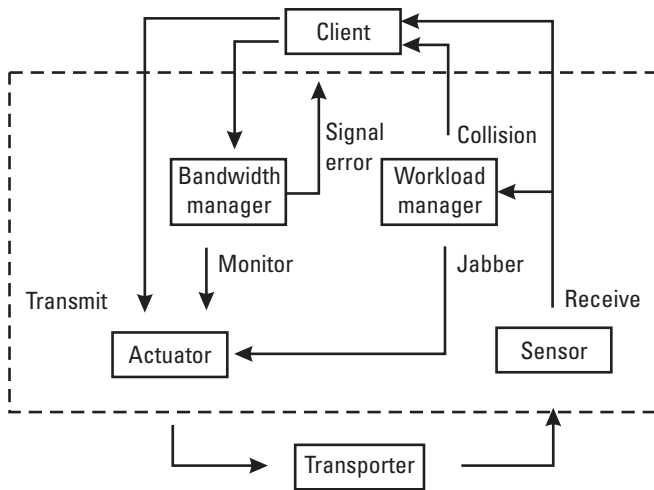 Client
Signal
error
Collision
Bandwidth
manager
Workload
manager
Monitor
Jabber
Transmit
Receive
Actuator
Sensor
Transporter